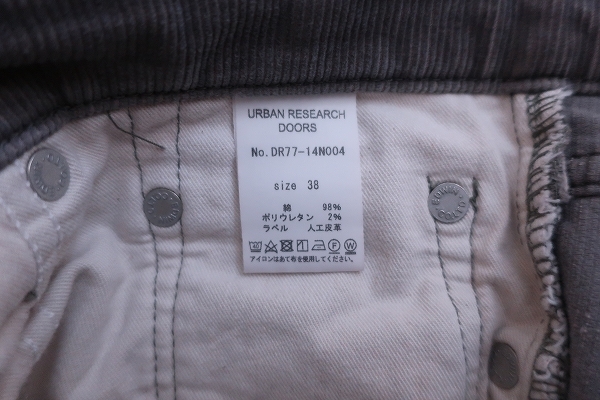 URBAN RESEARCH
DOORS
No.DR77-14N004
size 38
綿 98%
ポリウレタン 2%
ラベル 人工皮革
F W
アイロンはあて布を使用してください。